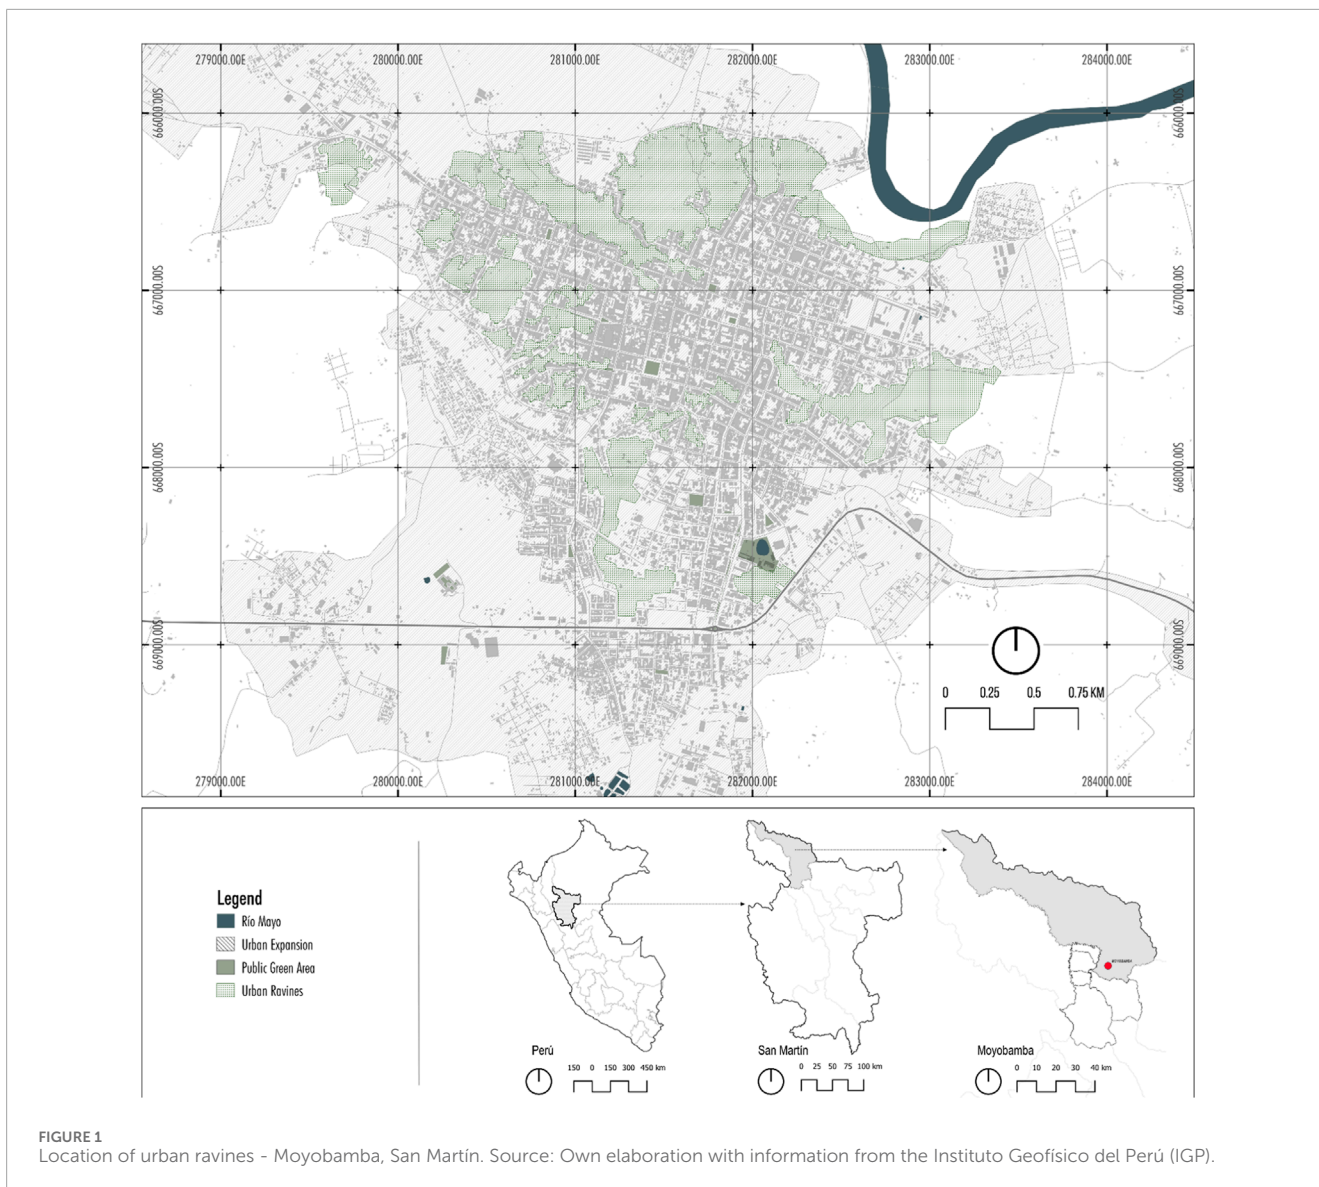 279000.00E 280000.00E 281000.00E 282000.00E 283000.00E 284000.00E
666000.00S 666000.00S
667000.00S 667000.00S
668000.00S 668000.00S
669000.00S 669000.00S
0 0.25 0.5 0.75 KM
279000.00E 280000.00E 281000.00E 282000.00E 283000.00E 284000.00E
Legend
Río Mayo
Urban Expansion
Public Green Area
Urban Ravines
Perú
150 0 150 300 450 km
San Martín
0 25 50 75 100 km
MOYOBAMBA
Moyobamba
0 10 20 30 40 km
FIGURE 1
Location of urban ravines - Moyobamba, San Martín. Source: Own elaboration with information from the Instituto Geofísico del Perú (IGP).